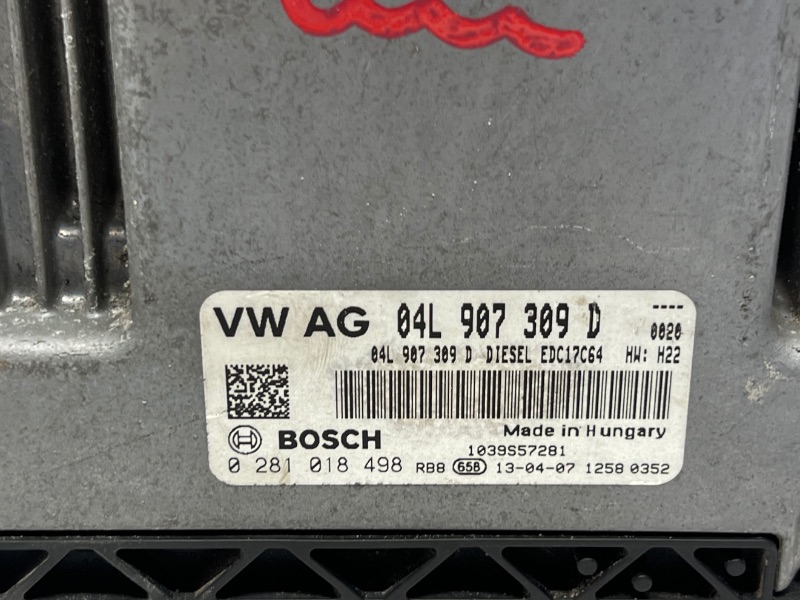 VW AG 04L 907 309 D ----
0020
04L 907 309 D DIESEL EDC17C64 HW: H22
Made in Hungary
BOSCH
1039S57281
0 281 018 498 RB8 65B 13-04-07 1258 0352